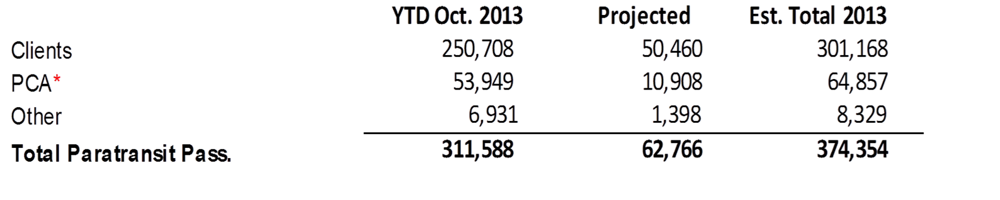 YTD Oct. 2013 Projected Est. Total 2013
Clients 250,708 50,460 301,168
PCA* 53,949 10,908 64,857
Other 6,931 1,398 8,329
Total Paratransit Pass. 311,588 62,766 374,354